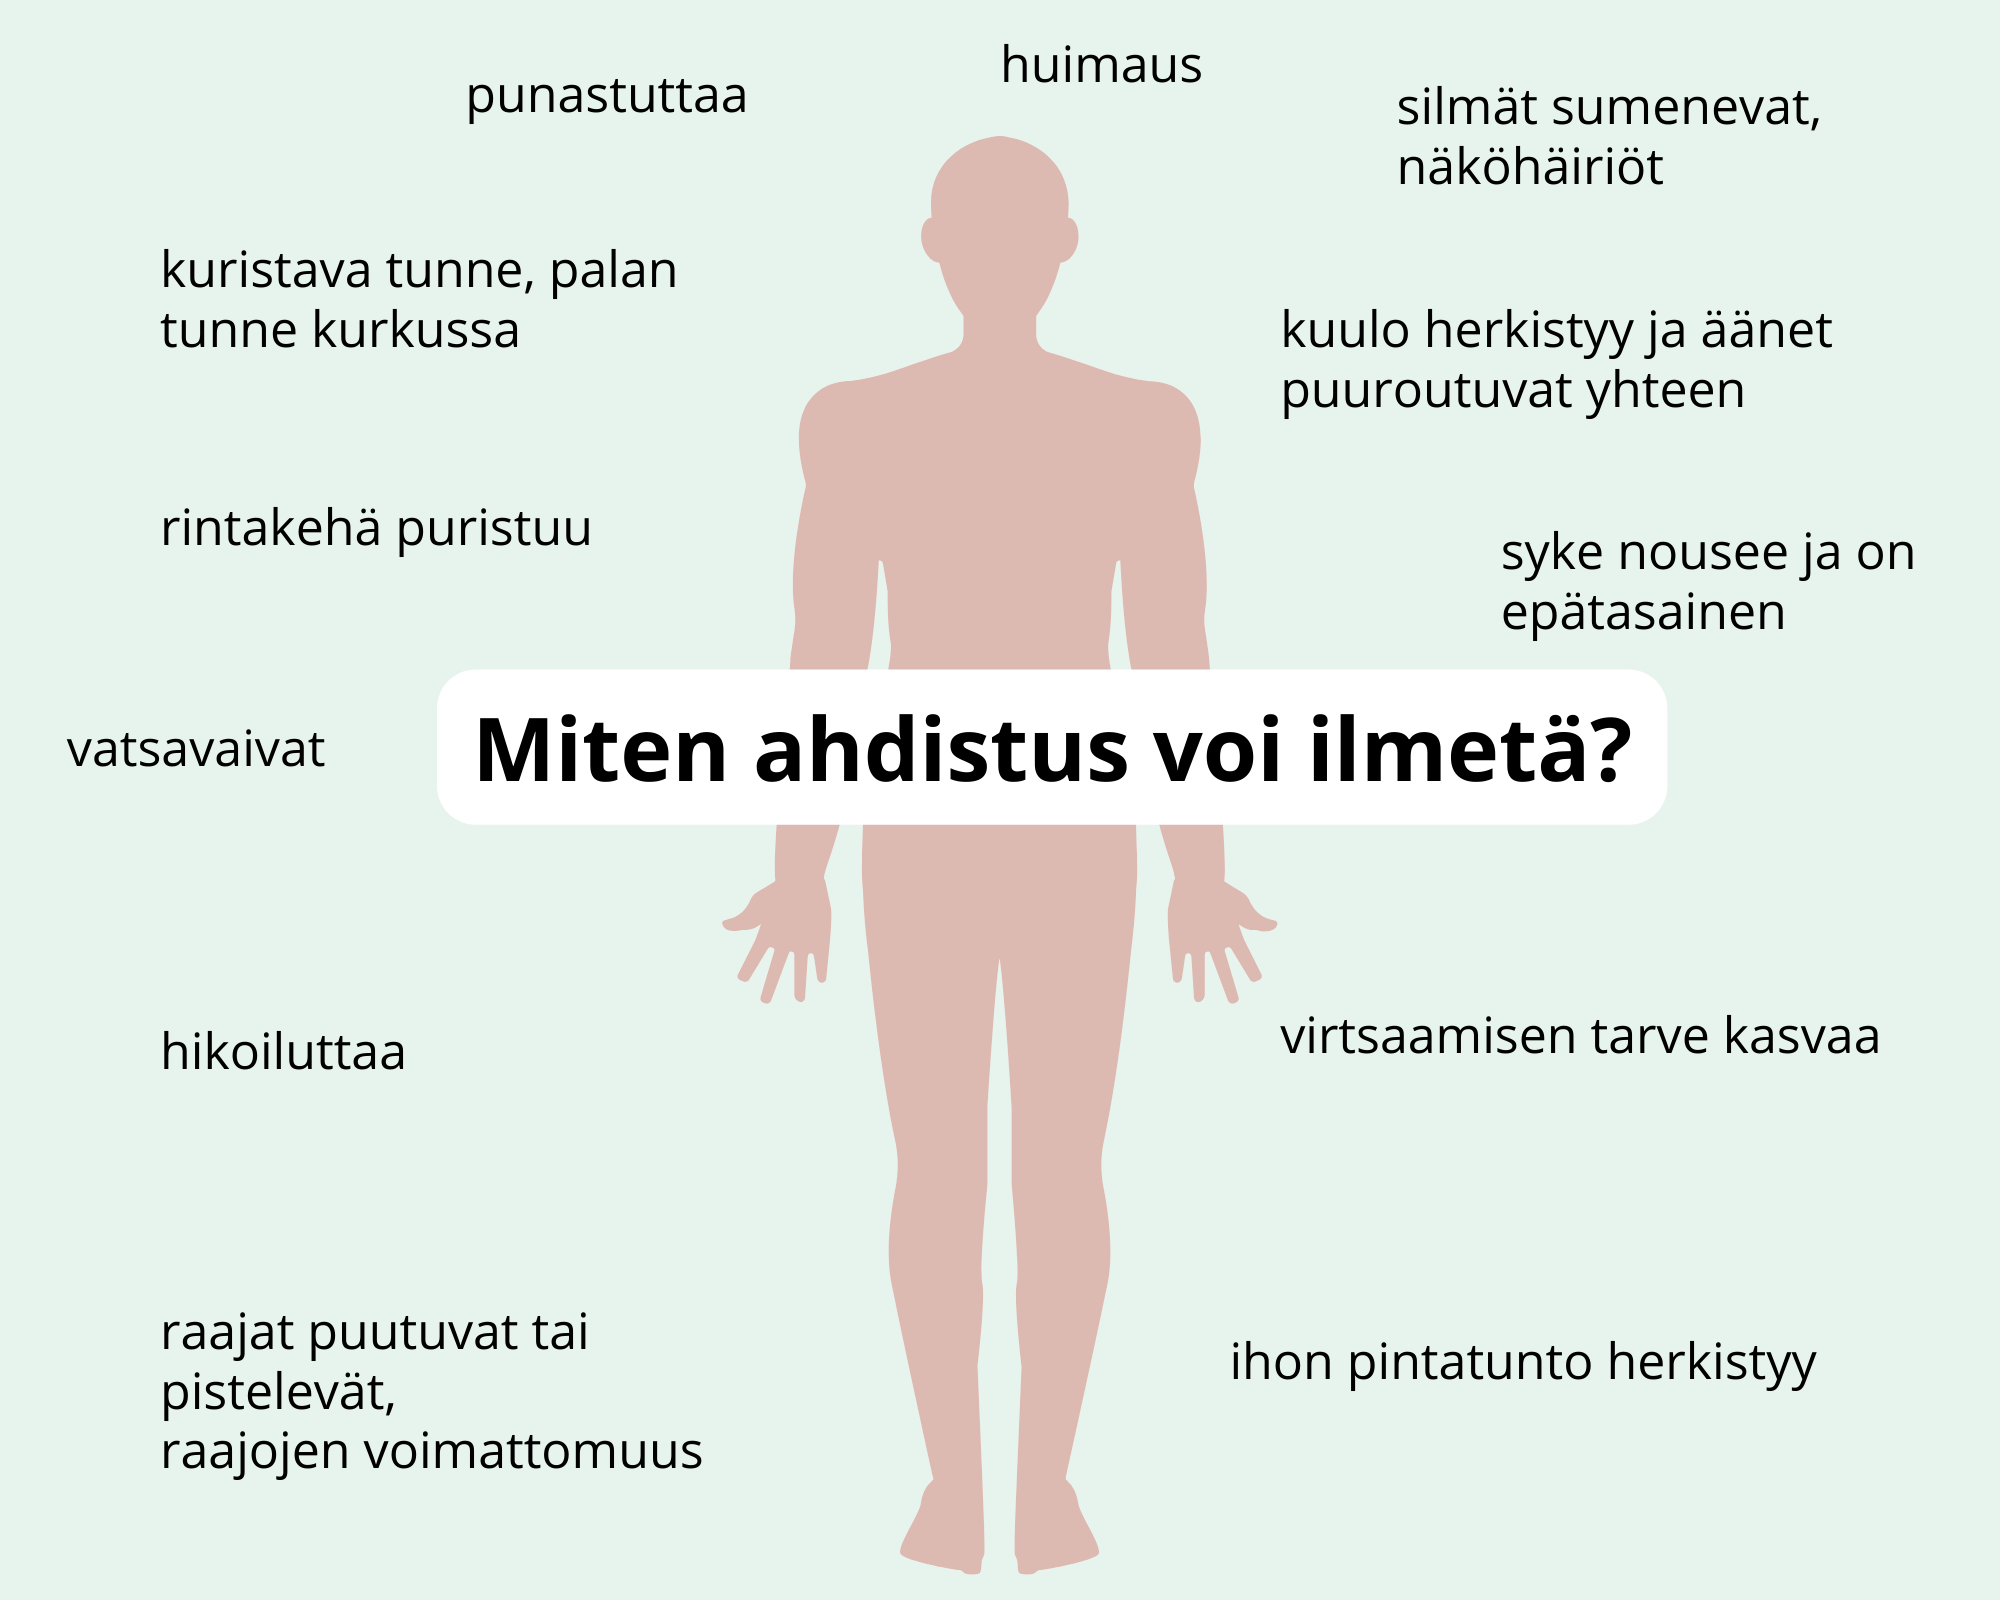 huimaus
punastuttaa
silmät sumenevat,
näköhäiriöt
kuristava tunne, palan
tunne kurkussa
kuulo herkistyy ja äänet
puuroutuvat yhteen
rintakehä puristuu
syke nousee ja on
epätasainen
Miten ahdistus voi ilmetä?
vatsavaivat
hikoiluttaa
virtsaamisen tarve kasvaa
raajat puutuvat tai
pistelevät,
raajojen voimattomuus
ihon pintatunto herkistyy